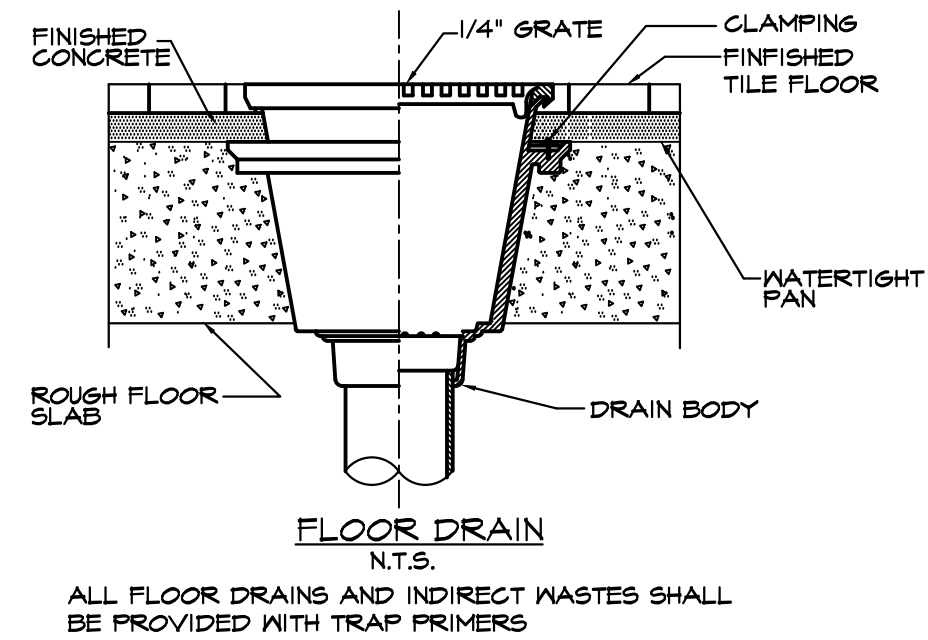 FINISHED
CONCRETE
1/4" GRATE
CLAMPING
FINFISHED
TILE FLOOR
WATERTIGHT
PAN
ROUGH FLOOR
SLAB
DRAIN BODY
FLOOR DRAIN
N.T.S.
ALL FLOOR DRAINS AND INDIRECT WASTES SHALL
BE PROVIDED WITH TRAP PRIMERS